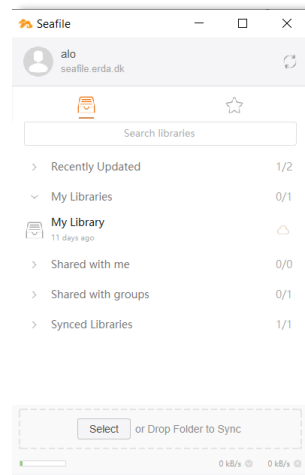 Seafile
alo
seafile.erda.dk
Search libraries
Recently Updated 1/2
My Libraries 0/1
My Library
11 days ago
Shared with me 0/0
Shared with groups 0/1
Synced Libraries 1/1
Select or Drop Folder to Sync
0 kB/s 0 kB/s